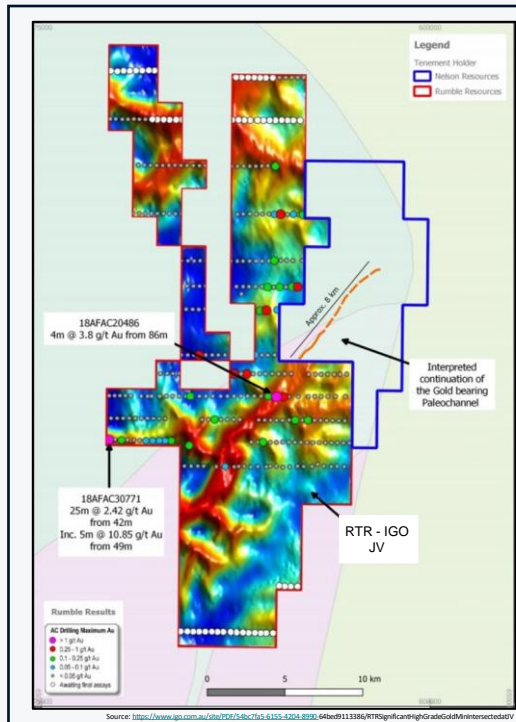 Legend
Tenement Holder
Nelson Resources
Rumble Resources
Approx. 8 km
18AFAC20486
4m @ 3.8 g/t Au from 86m
Interpreted
continuation of
the Gold bearing
Paleochannel
18AFAC30771
25m @ 2.42 g/t Au
from 42m
Inc. 5m @ 10.85 g/t Au
from 49m
RTR - IGO
JV
Rumble Results
AC Drilling Maximum Au
> 1 g/t Au
0.25 - 1 g/t Au
0.1 - 0.25 g/t Au
0.05 - 0.1 g/t Au
< 0.05 g/t Au
Awaiting final assays
0 5 10 km
Source: https://www.igo.com.au/site/PDF/54bc7fa5-6155-4204-8990-64bed9113386/RTRSignificantHighGradeGoldMinIntersectedatJV